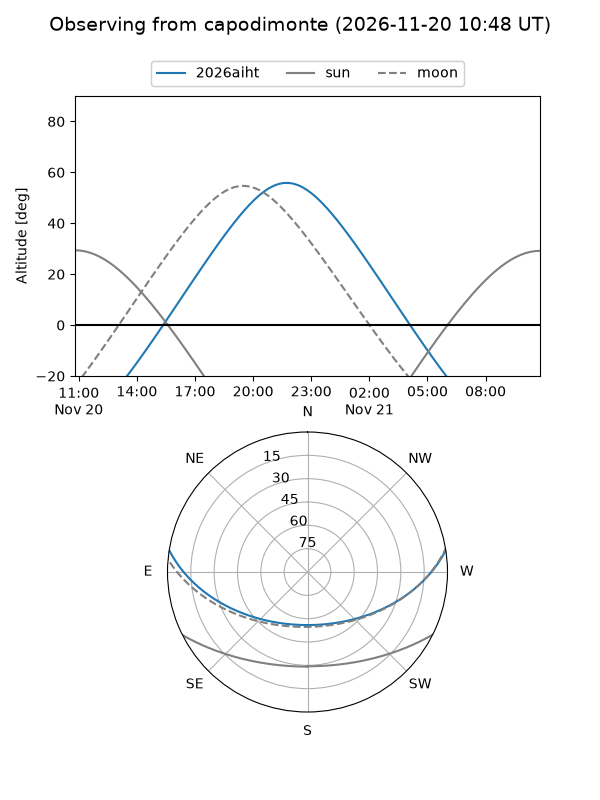 Observing from capodimonte (2026-11-20 10:48 UT)
2026aiht sun moon
Altitude [deg]
80
60
40
20
0
−20
11:00 14:00 17:00 20:00 23:00 02:00 05:00 08:00
Nov 20 Nov 21
N
NE NW
15
30
45
60
75
E W
SE SW
S